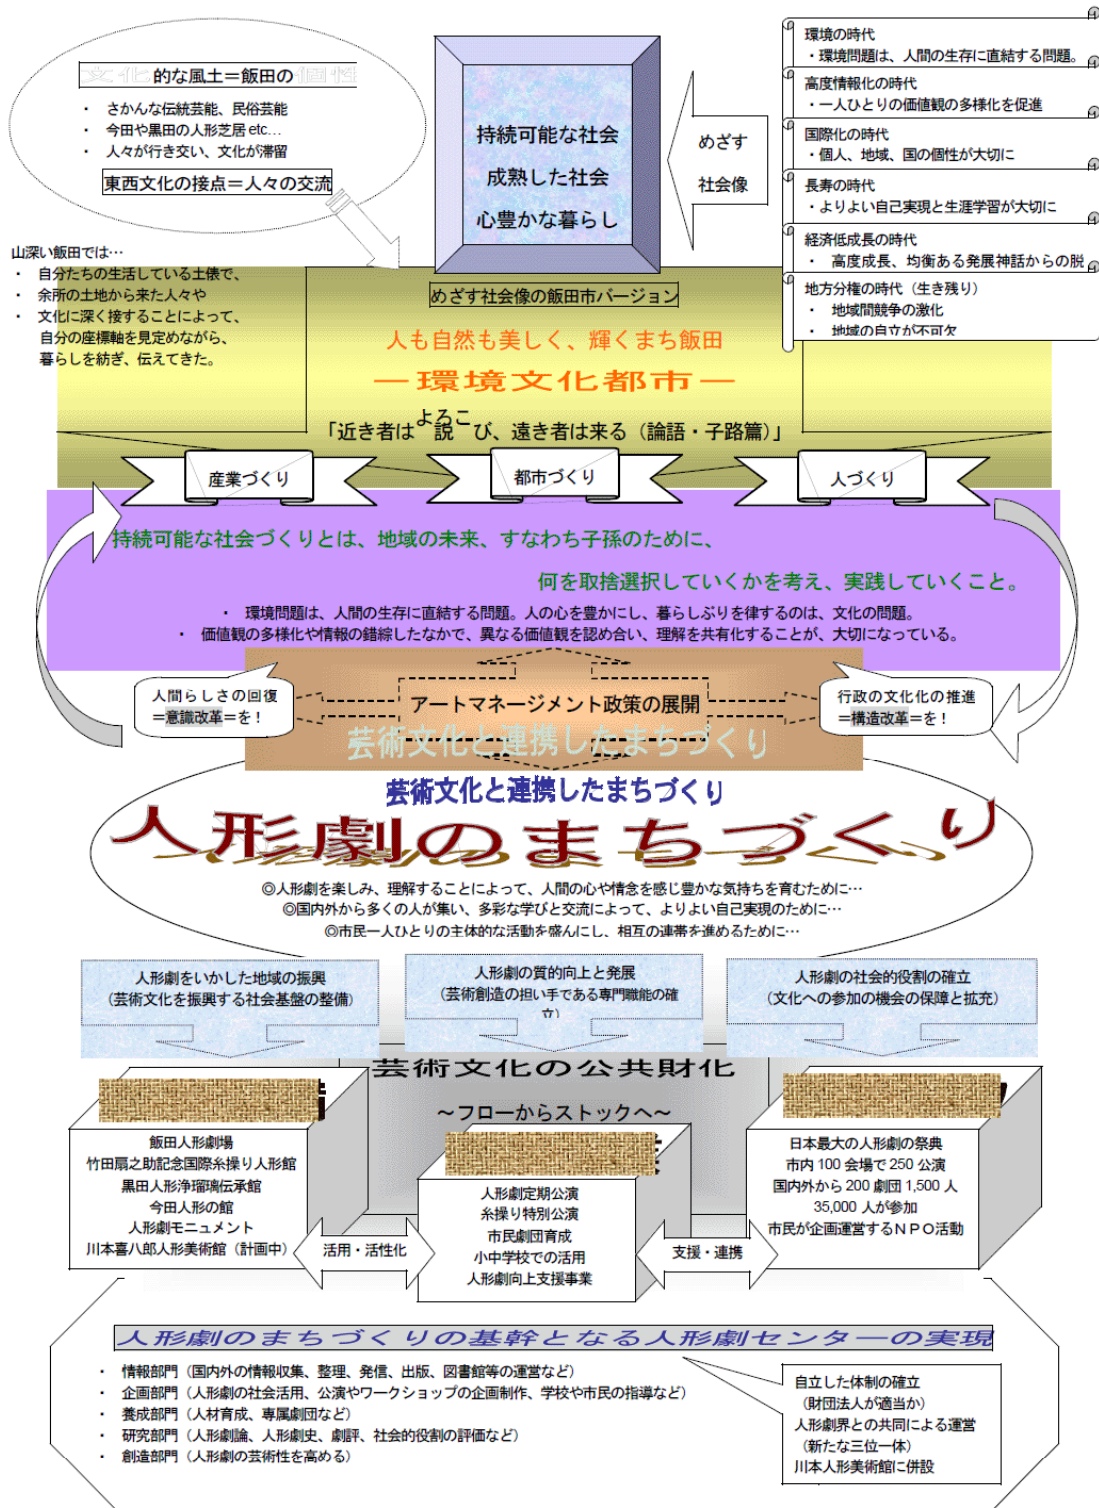 文化的な風土＝飯田の個性
・ さかんな伝統芸能、民俗芸能
・ 今田や黒田の人形芝居 etc…
・ 人々が行き交い、文化が滞留
東西文化の接点＝人々の交流
持続可能な社会
成熟した社会
心豊かな暮らし
めざす
社会像
環境の時代
・環境問題は、人間の生存に直結する問題。
高度情報化の時代
・一人ひとりの価値観の多様化を促進
国際化の時代
・個人、地域、国の個性が大切に
長寿の時代
・よりよい自己実現と生涯学習が大切に
経済低成長の時代
・ 高度成長、均衡ある発展神話からの脱
地方分権の時代（生き残り）
・ 地域間競争の激化
・ 地域の自立が不可欠
山深い飯田では…
・ 自分たちの生活している土俵で、
・ 余所の土地から来た人々や
・ 文化に深く接することによって、
自分の座標軸を見定めながら、
暮らしを紡ぎ、伝えてきた。
めざす社会像の飯田市バージョン
人も自然も美しく、輝くまち飯田
―環境文化都市―
よろこ
「近き者は説び、遠き者は来る（論語・子路篇）」
産業づくり
都市づくり
人づくり
持続可能な社会づくりとは、地域の未来、すなわち子孫のために、
何を取捨選択していくかを考え、実践していくこと。
・ 環境問題は、人間の生存に直結する問題。人の心を豊かにし、暮らしぶりを律するのは、文化の問題。
・ 価値観の多様化や情報の錯綜したなかで、異なる価値観を認め合い、理解を共有化することが、大切になっている。
人間らしさの回復
＝意識改革＝を！
アートマネージメント政策の展開
行政の文化化の推進
＝構造改革＝を！
芸術文化と連携したまちづくり
芸術文化と連携したまちづくり
人形劇のまちづくり
◎人形劇を楽しみ、理解することによって、人間の心や情念を感じ豊かな気持ちを育むために…
◎国内外から多くの人が集い、多彩な学びと交流によって、よりよい自己実現のために…
◎市民一人ひとりの主体的な活動を盛んにし、相互の連帯を進めるために…
人形劇をいかした地域の振興
（芸術文化を振興する社会基盤の整備）
人形劇の質的向上と発展
（芸術創造の担い手である専門職能の確
立）
人形劇の社会的役割の確立
（文化への参加の機会の保障と拡充）
芸術文化の公共財化
～フローからストックへ～
飯田人形劇場
竹田扇之助記念国際糸操り人形館
黒田人形浄瑠璃伝承館
今田人形の館
人形劇モニュメント
川本喜八郎人形美術館（計画中）
活用・活性化
人形劇定期公演
糸操り特別公演
市民劇団育成
小中学校での活用
人形劇向上支援事業
支援・連携
日本最大の人形劇の祭典
市内 100 会場で 250 公演
国内外から 200 劇団 1,500 人
35,000 人が参加
市民が企画運営するＮＰＯ活動
人形劇のまちづくりの基幹となる人形劇センターの実現
・ 情報部門（国内外の情報収集、整理、発信、出版、図書館等の運営など）
・ 企画部門（人形劇の社会活用、公演やワークショップの企画制作、学校や市民の指導など）
・ 養成部門（人材育成、専属劇団など）
・ 研究部門（人形劇論、人形劇史、劇評、社会的役割の評価など）
・ 創造部門（人形劇の芸術性を高める）
自立した体制の確立
（財団法人が適当か）
人形劇界との共同による運営
（新たな三位一体）
川本人形美術館に併設